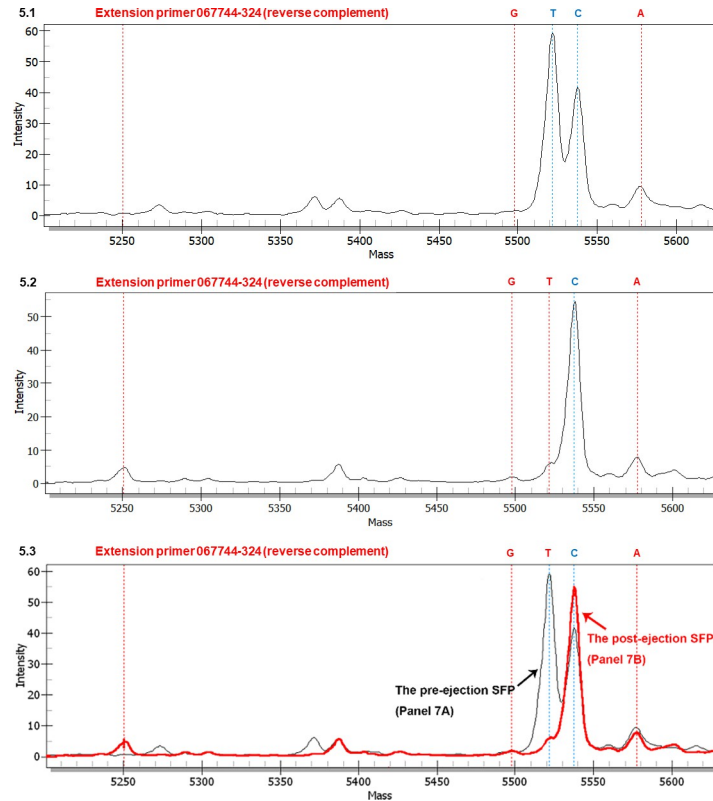 5.1 Extension primer 067744-324 (reverse complement) G T C A
60
50
40
30
20
10
0
Intensity
5250 5300 5350 5400 5450 5500 5550 5600
Mass
5.2 Extension primer 067744-324 (reverse complement) G T C A
50
40
30
20
10
0
Intensity
5250 5300 5350 5400 5450 5500 5550 5600
Mass
5.3 Extension primer 067744-324 (reverse complement) G T C A
60
50
40
30
20
10
0
Intensity
The post-ejection SFP
(Panel 7B)
The pre-ejection SFP
(Panel 7A)
5250 5300 5350 5400 5450 5500 5550 5600
Mass